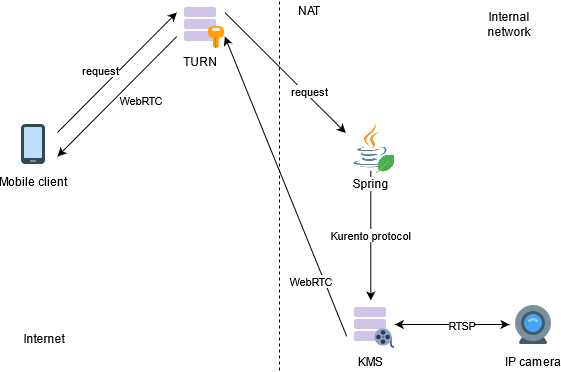 NAT
Internal
network
TURN
request
request
WebRTC
Mobile client
Spring
Kurento protocol
WebRTC
RTSP
Internet
KMS
IP camera